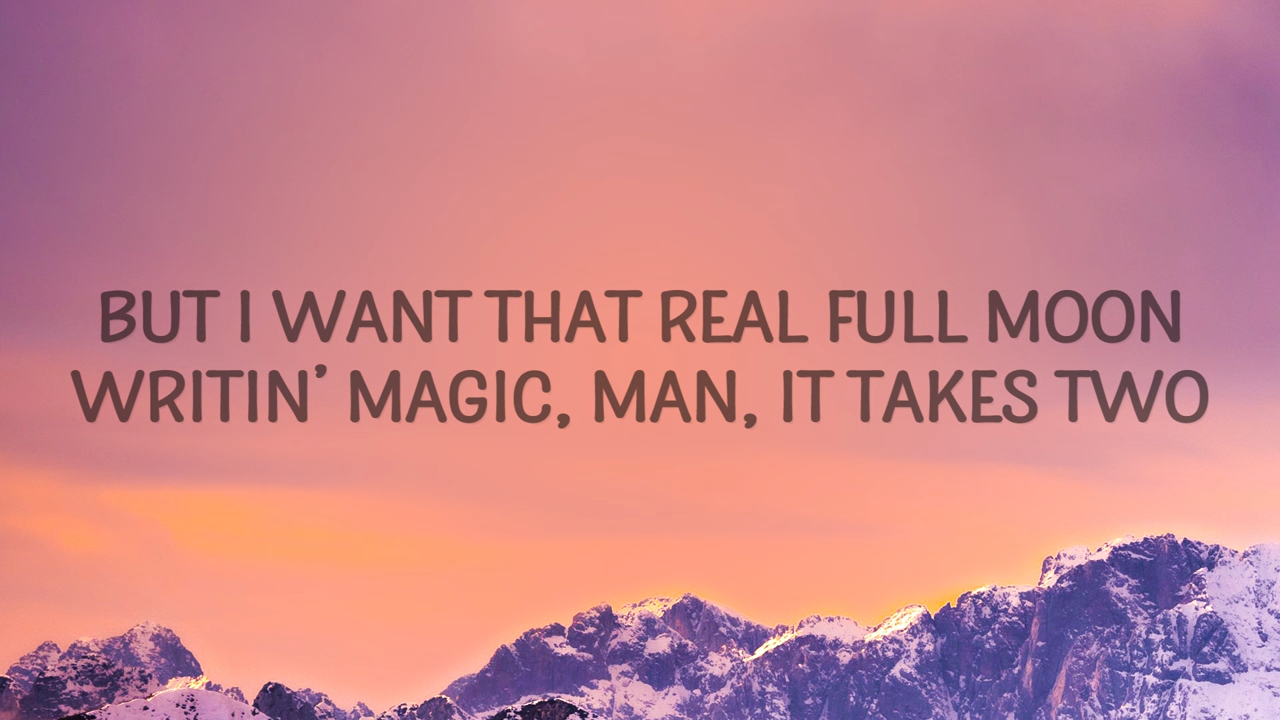 BUT I WANT THAT REAL FULL MOON
WRITIN’ MAGIC, MAN, IT TAKES TWO